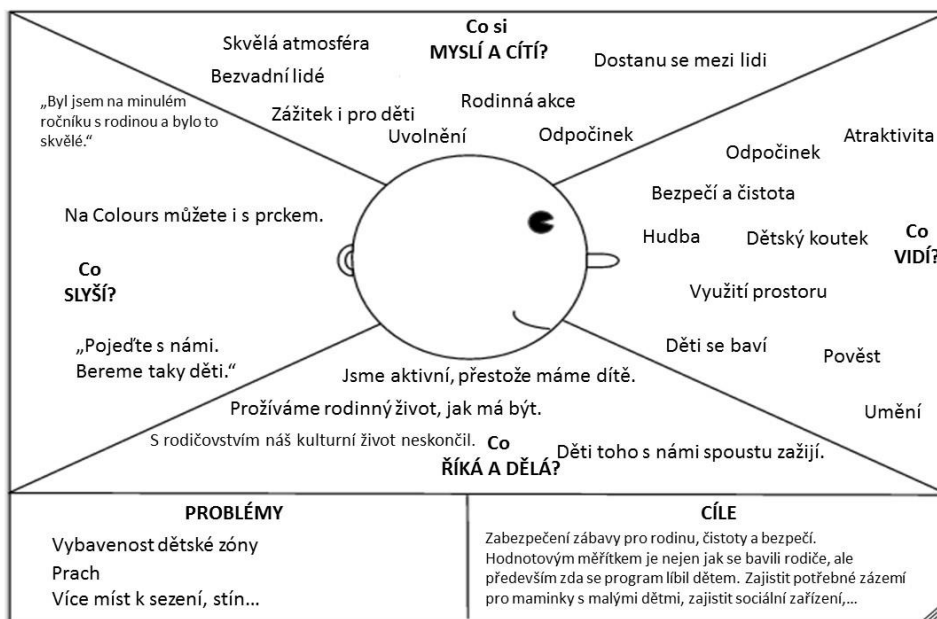 Co si
MYSLÍ A CÍTÍ?
Skvělá atmosféra
Dostanu se mezi lidi
Bezvadní lidé
Rodinná akce
Zážitek i pro děti
Uvolnění
Odpočinek
„Byl jsem na minulém
ročníku s rodinou a bylo to
skvělé.“
Na Colours můžete i s prckem.
Co
SLYŠÍ?
„Pojeďte s námi.
Bereme taky děti.“
Atraktivita
Odpočinek
Bezpečí a čistota
Hudba
Dětský koutek
Co
VIDÍ?
Využití prostoru
Děti se baví
Pověst
Umění
Jsme aktivní, přestože máme dítě.
Prožíváme rodinný život, jak má být.
S rodičovstvím náš kulturní život neskončil.
Co
ŘÍKÁ A DĚLÁ?
Děti toho s námi spoustu zažijí.
PROBLÉMY
Vybavenost dětské zóny
Prach
Více míst k sezení, stín...
CÍLE
Zabezpečení zábavy pro rodinu, čistoty a bezpečí.
Hodnotovým měřítkem je nejen jak se bavili rodiče, ale
především zda se program líbil dětem. Zajistit potřebné zázemí
pro maminky s malými dětmi, zajistit sociální zařízení,...